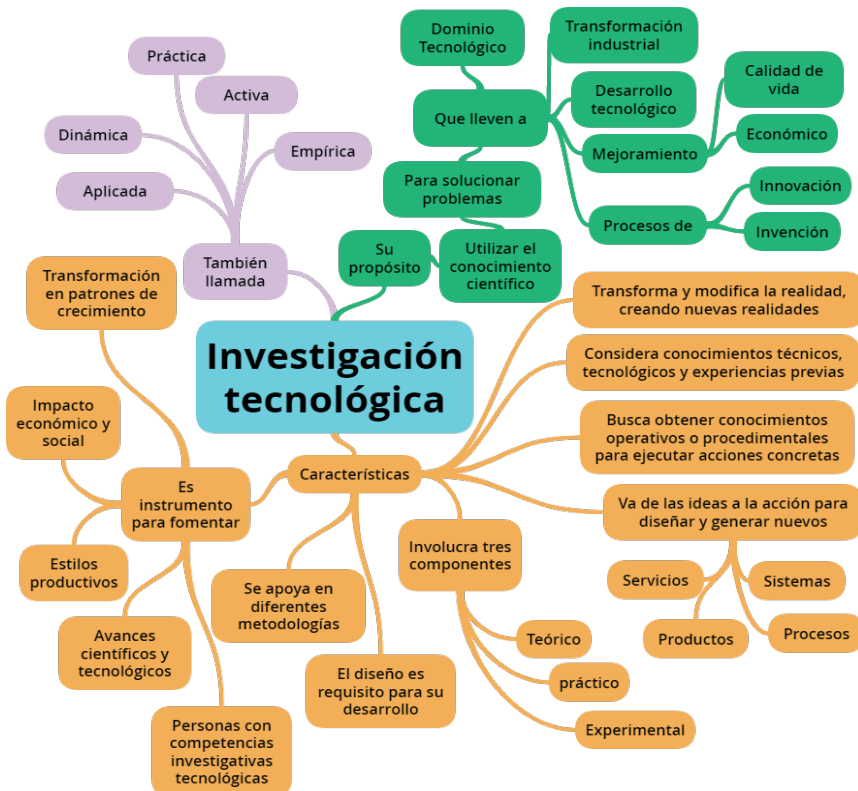 Práctica
Activa
Dinámica
Empírica
Aplicada
También
llamada
Dominio
Tecnológico
Transformación
industrial
Que lleven a
Desarrollo
tecnológico
Calidad de
vida
Mejoramiento
Económico
Para solucionar
problemas
Procesos de
Innovación
Invención
Su
propósito
Utilizar el
conocimiento
científico
Investigación
tecnológica
Transformación
en patrones de
crecimiento
Impacto
económico y
social
Es
instrumento
para fomentar
Estilos
productivos
Avances
científicos y
tecnológicos
Personas con
competencias
investigativas
tecnológicas
Características
Transforma y modifica la realidad,
creando nuevas realidades
Considera conocimientos técnicos,
tecnológicos y experiencias previas
Busca obtener conocimientos
operativos o procedimentales
para ejecutar acciones concretas
Va de las ideas a la acción para
diseñar y generar nuevos
Servicios
Sistemas
Productos
Procesos
Involucra tres
componentes
Teórico
práctico
Experimental
Se apoya en
diferentes
metodologías
El diseño es
requisito para su
desarrollo